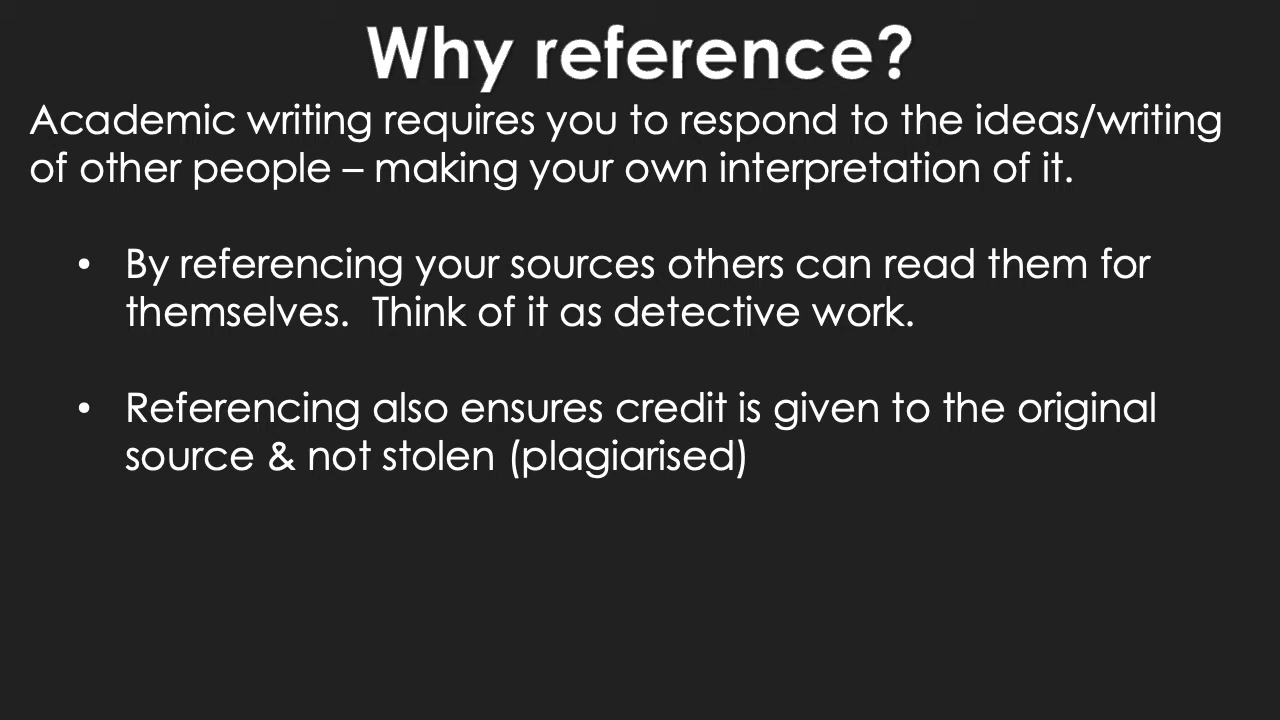 Why reference?
Academic writing requires you to respond to the ideas/writing
of other people – making your own interpretation of it.
• By referencing your sources others can read them for
themselves.  Think of it as detective work.
• Referencing also ensures credit is given to the original
source & not stolen (plagiarised)